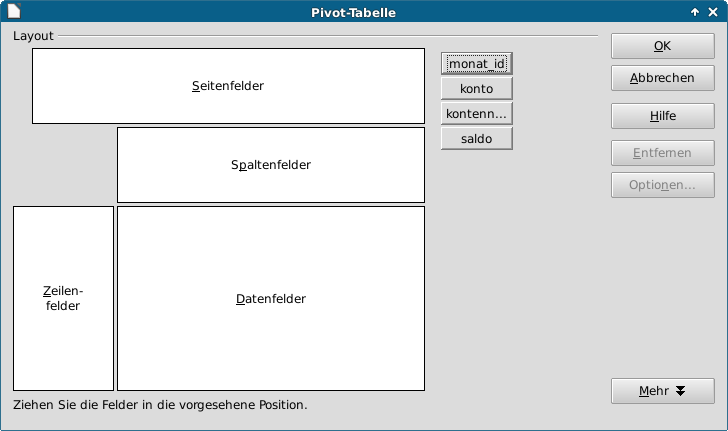 Pivot-Tabelle
Layout
Seitenfelder
Spaltenfelder
Zeilen-
felder
Datenfelder
monat_id
konto
kontenn...
saldo
OK
Abbrechen
Hilfe
Entfernen
Optionen...
Mehr
Ziehen Sie die Felder in die vorgesehene Position.